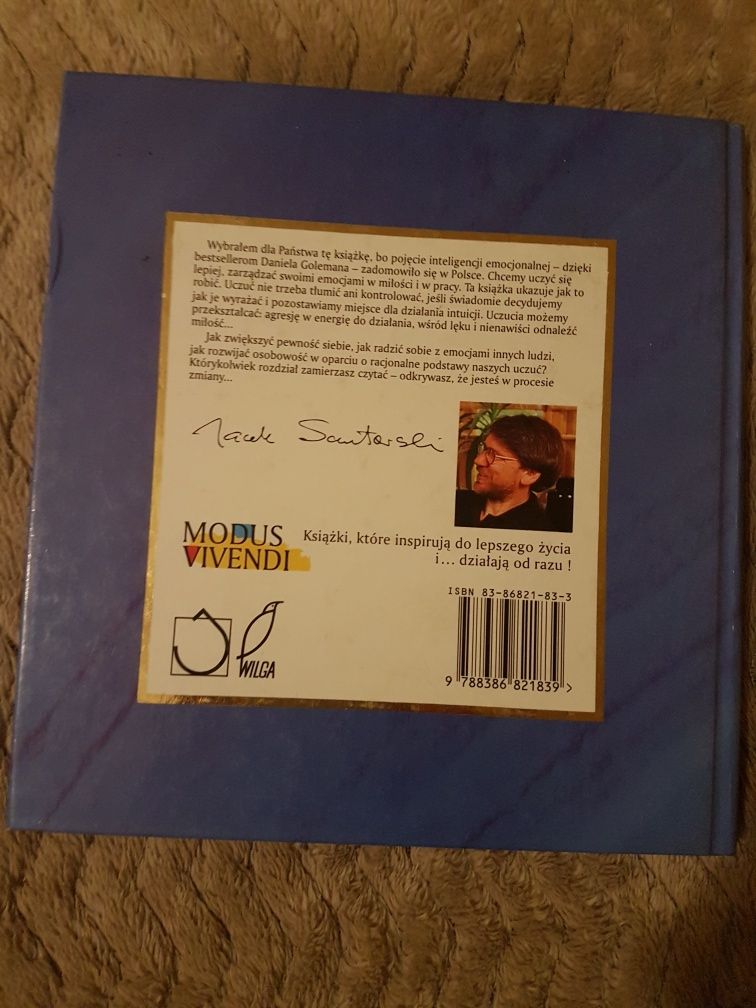 Wybrałem dla Państwa tę książkę, bo pojęcie inteligencji emocjonalnej – dzięki
bestsellerom Daniela Golemana – zadomowiło się w Polsce. Chcemy uczyć się
lepiej, zarządzać swoimi emocjami w miłości i w pracy. Ta książka ukazuje jak to
robić. Uczuć nie trzeba tłumić ani kontrolować, jeśli świadomie decydujemy
jak je wyrażać i pozostawiamy miejsce dla działania intuicji. Uczucia możemy
przekształcać: agresję w energię do działania, wśród lęku i nienawiści odnaleźć
miłość...
Jak zwiększyć pewność siebie, jak radzić sobie z emocjami innych ludzi,
jak rozwijać osobowość w oparciu o racjonalne podstawy naszych uczuć?
Którykolwiek rozdział zamierzasz czytać – odkrywasz, że jesteś w procesie
zmiany...
Jacek Santorski
MODUS
VIVENDI
Książki, które inspirują do lepszego życia
i... działają od razu !
ISBN 83-86821-83-3
WILGA
9 788386 821839 >